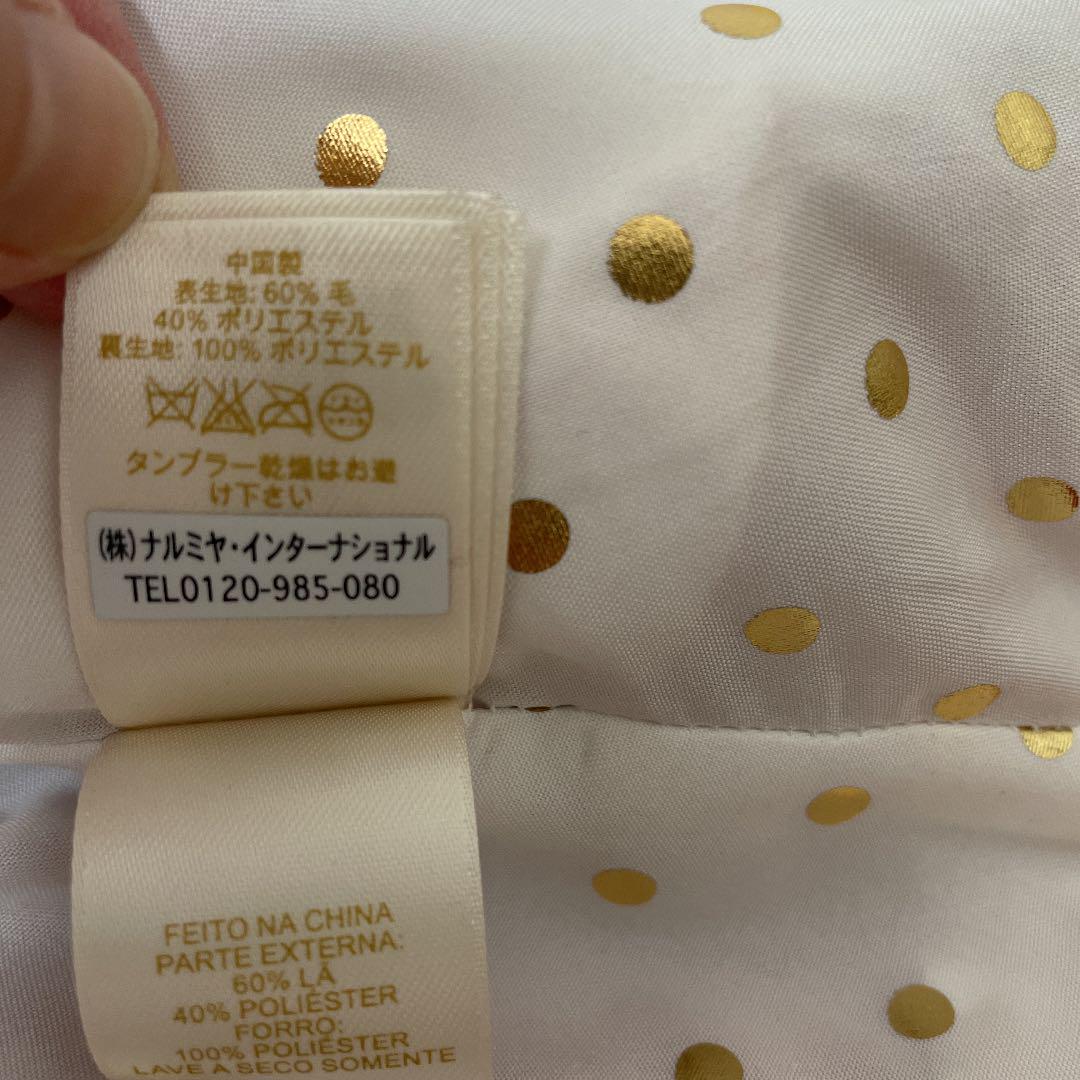 中国製
表生地: 60% 毛
40% ポリエステル
裏生地: 100% ポリエステル
タンブラー乾燥はお避
け下さい
(株)ナルミヤ・インターナショナル
TEL0120-985-080
FEITO NA CHINA
PARTE EXTERNA:
60% LÃ
40% POLIÉSTER
FORRO:
100% POLIÉSTER
LAVE A SECO SOMENTE